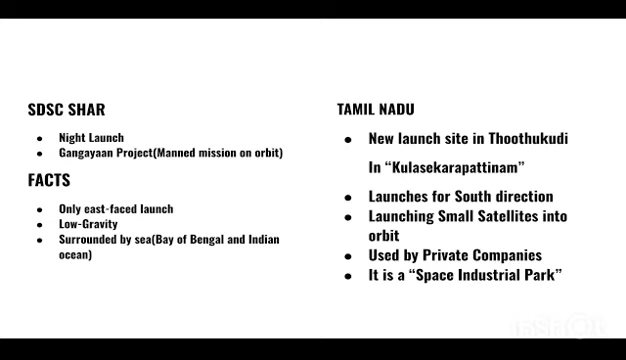 SDSC SHAR
● Night Launch
● Gangayaan Project(Manned mission on orbit)
FACTS
● Only east-faced launch
● Low-Gravity
● Surrounded by sea(Bay of Bengal and Indian
ocean)
TAMIL NADU
● New launch site in Thoothukudi
In “Kulasekarapattinam”
● Launches for South direction
● Launching Small Satellites into
orbit
● Used by Private Companies
● It is a “Space Industrial Park”